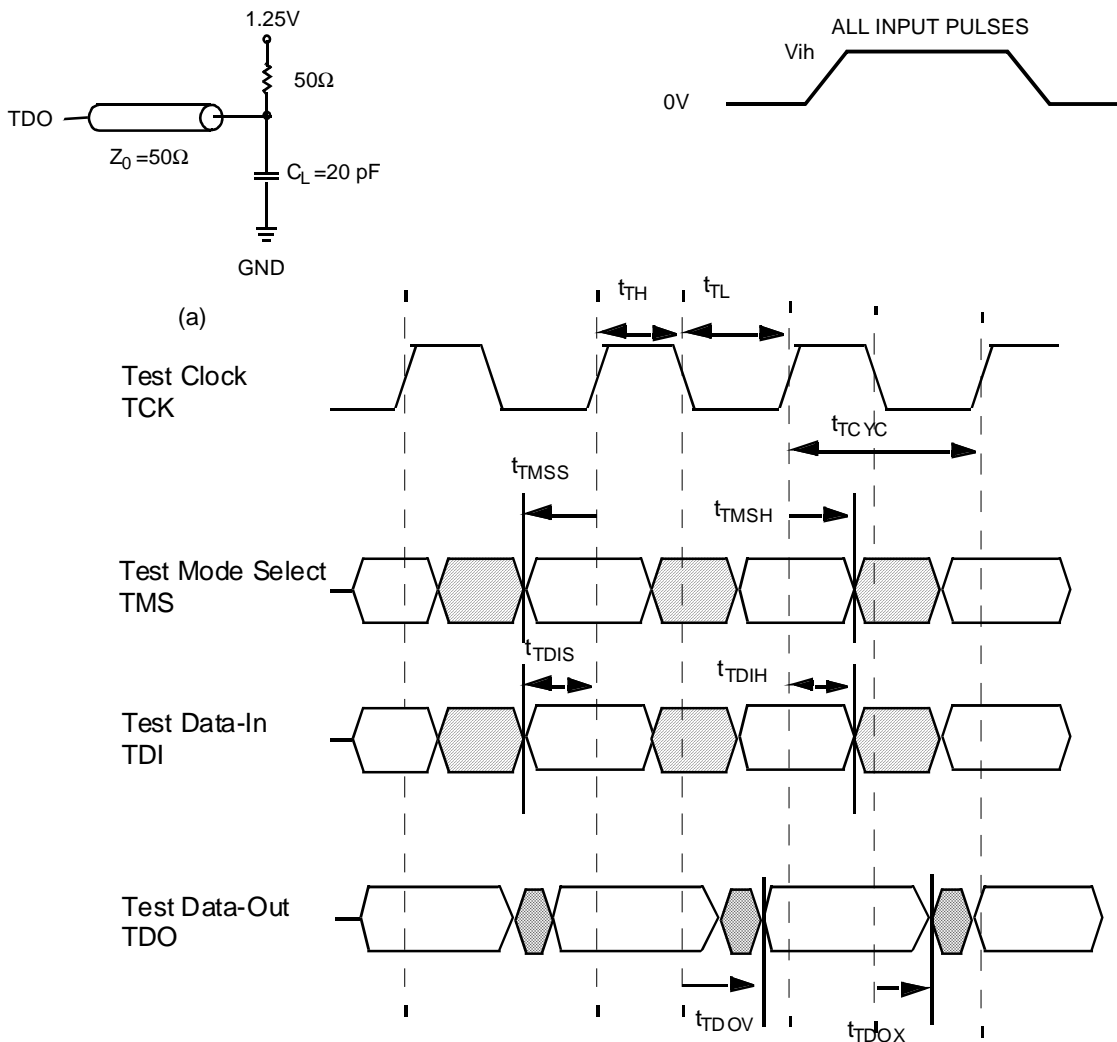 1.25V
50Ω
TDO
Z0 =50Ω
CL =20 pF
GND
ALL INPUT PULSES
Vih
0V
(a)
tTH
tTL
Test Clock
TCK
tTCYC
tTMSS
tTMSH
Test Mode Select
TMS
tTDIS
tTDIH
Test Data-In
TDI
Test Data-Out
TDO
tTDOV
tTDOX